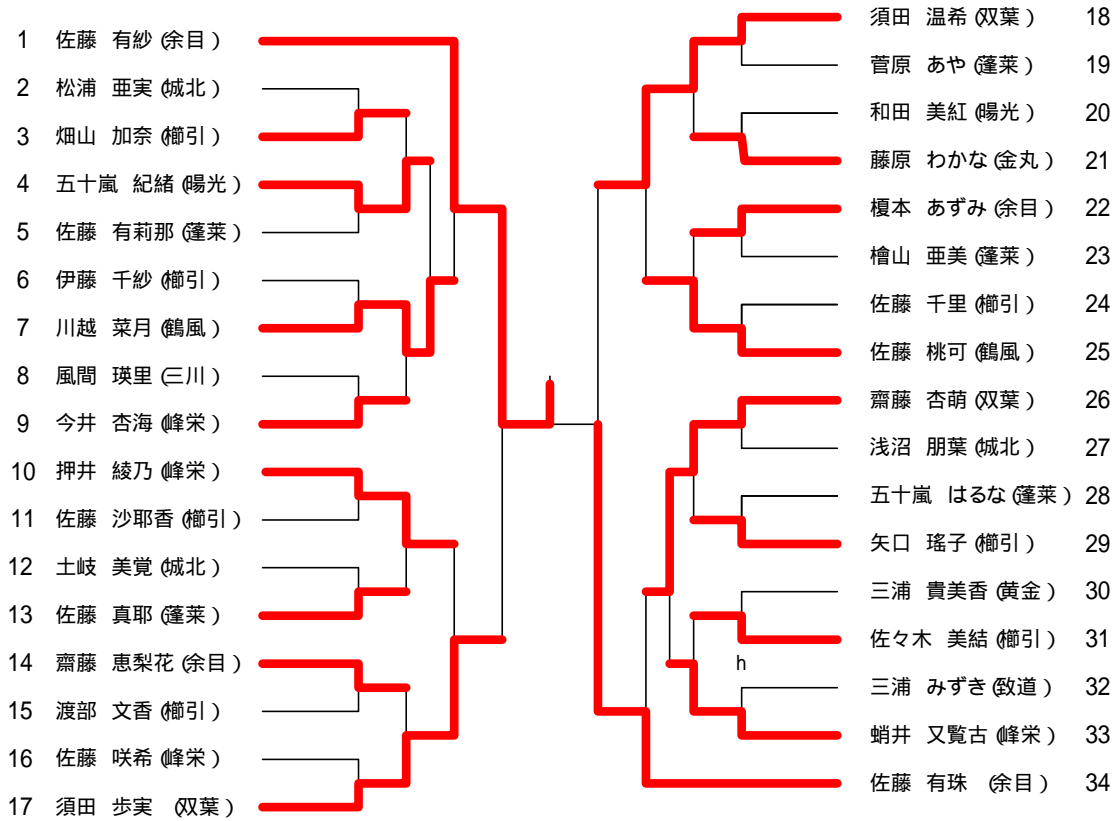 1 佐藤 有紗 (余目)
2 松浦 亜実 (城北)
3 畑山 加奈 (櫛引)
4 五十嵐 紀緒 (暘光)
5 佐藤 有莉那 (蓬莱)
6 伊藤 千紗 (櫛引)
7 川越 菜月 (鶴風)
8 風間 瑛里 (三川)
9 今井 杏海 (峰栄)
10 押井 綾乃 (峰栄)
11 佐藤 沙耶香 (櫛引)
12 土岐 美覚 (城北)
13 佐藤 真耶 (蓬莱)
14 齋藤 恵梨花 (余目)
15 渡部 文香 (櫛引)
16 佐藤 咲希 (峰栄)
17 須田 歩実 (双葉)
須田 温希 (双葉) 18
菅原 あや (蓬莱) 19
和田 美紅 (暘光) 20
藤原 わかな (金丸) 21
榎本 あずみ (余目) 22
檜山 亜美 (蓬莱) 23
佐藤 千里 (櫛引) 24
佐藤 桃可 (鶴風) 25
齋藤 杏萌 (双葉) 26
浅沼 朋葉 (城北) 27
五十嵐 はるな (蓬莱) 28
矢口 瑤子 (櫛引) 29
三浦 貴美香 (黄金) 30
佐々木 美結 (櫛引) 31
h
三浦 みずき (致道) 32
蛸井 又覧古 (峰栄) 33
佐藤 有珠 (余目) 34